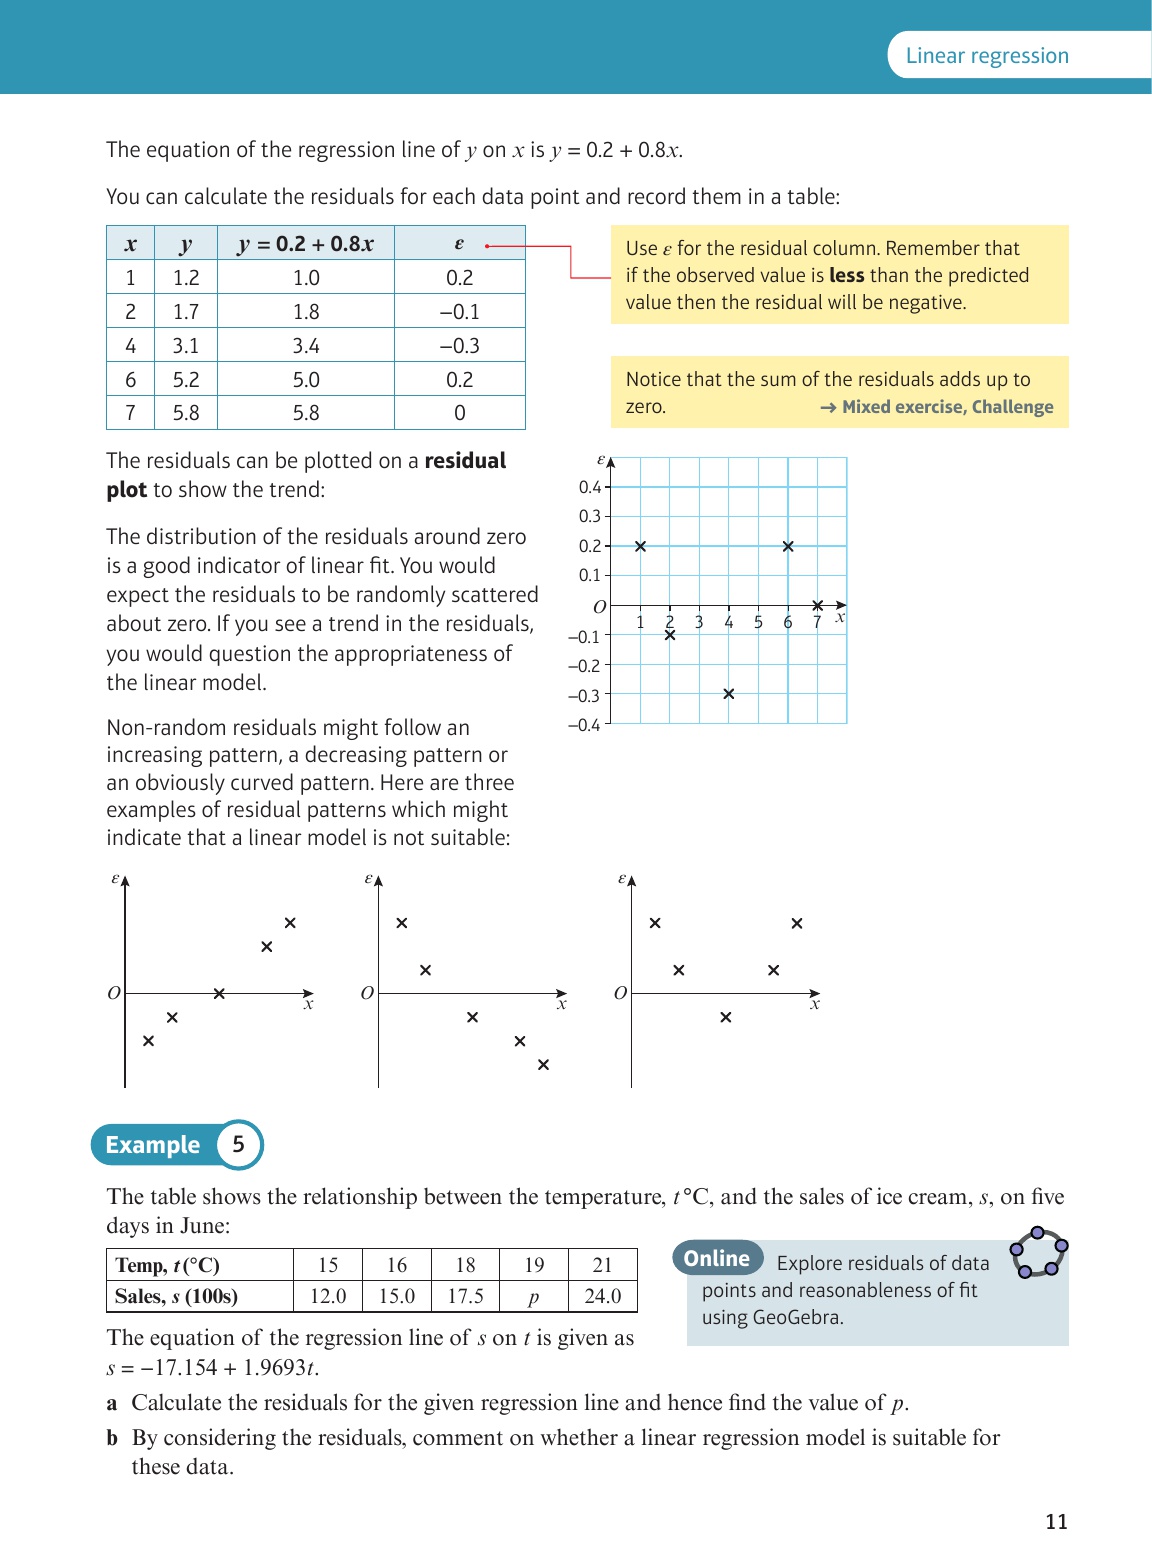 Linear regression
The equation of the regression line of y on x is y = 0.2 + 0.8x.
You can calculate the residuals for each data point and record them in a table:
x y y = 0.2 + 0.8x ε
1 1.2 1.0 0.2
2 1.7 1.8 −0.1
4 3.1 3.4 −0.3
6 5.2 5.0 0.2
7 5.8 5.8 0
Use ε for the residual column. Remember that
if the observed value is less than the predicted
value then the residual will be negative.
Notice that the sum of the residuals adds up to
zero. → Mixed exercise, Challenge
The residuals can be plotted on a residual
plot to show the trend:
The distribution of the residuals around zero
is a good indicator of linear fit. You would
expect the residuals to be randomly scattered
about zero. If you see a trend in the residuals,
you would question the appropriateness of
the linear model.
Non-random residuals might follow an
increasing pattern, a decreasing pattern or
an obviously curved pattern. Here are three
examples of residual patterns which might
indicate that a linear model is not suitable:
ε
0.4
0.3
0.2
0.1
O
1 2 3 4 5 6 7 x
−0.1
−0.2
−0.3
−0.4
ε
O
x
ε
O
x
ε
O
x
Example 5
The table shows the relationship between the temperature, t °C, and the sales of ice cream, s, on five
days in June:
Temp, t (°C) 15 16 18 19 21
Sales, s (100s) 12.0 15.0 17.5 p 24.0
Online Explore residuals of data
points and reasonableness of fit
using GeoGebra.
The equation of the regression line of s on t is given as
s = −17.154 + 1.9693t.
a Calculate the residuals for the given regression line and hence find the value of p.
b By considering the residuals, comment on whether a linear regression model is suitable for
these data.
11